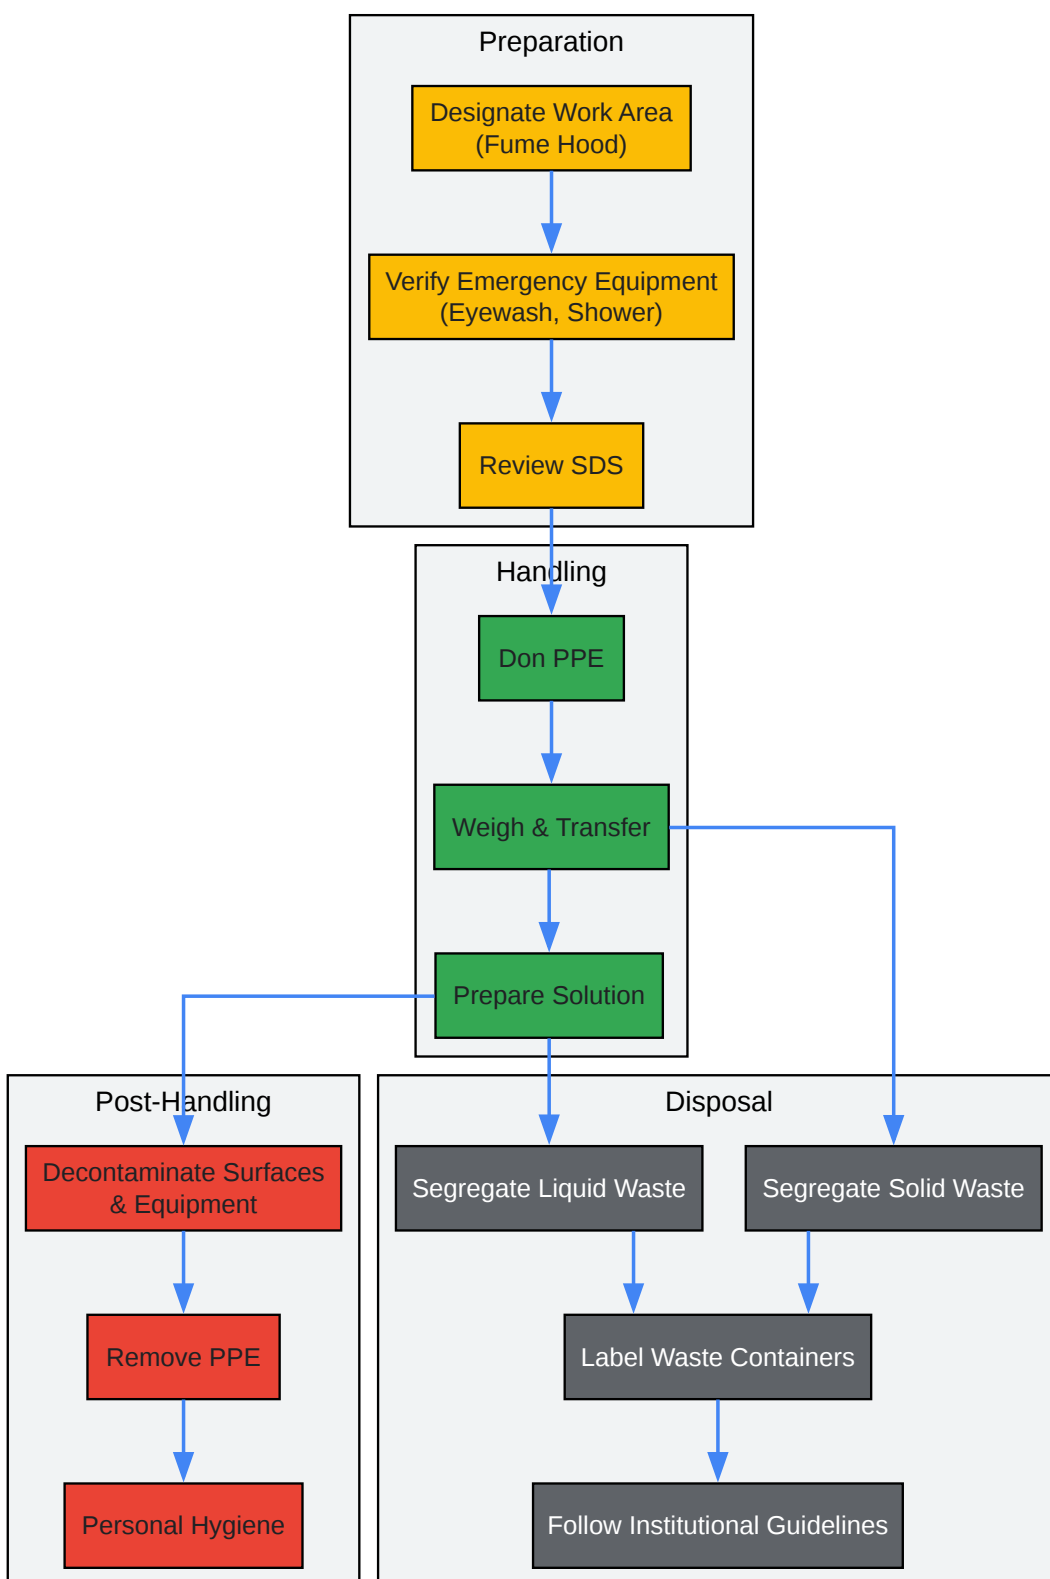 Preparation
Designate Work Area
(Fume Hood)
Verify Emergency Equipment
(Eyewash, Shower)
Review SDS
Handling
Don PPE
Weigh & Transfer
Prepare Solution
Post-Handling
Decontaminate Surfaces
& Equipment
Remove PPE
Personal Hygiene
Disposal
Segregate Liquid Waste
Segregate Solid Waste
Label Waste Containers
Follow Institutional Guidelines